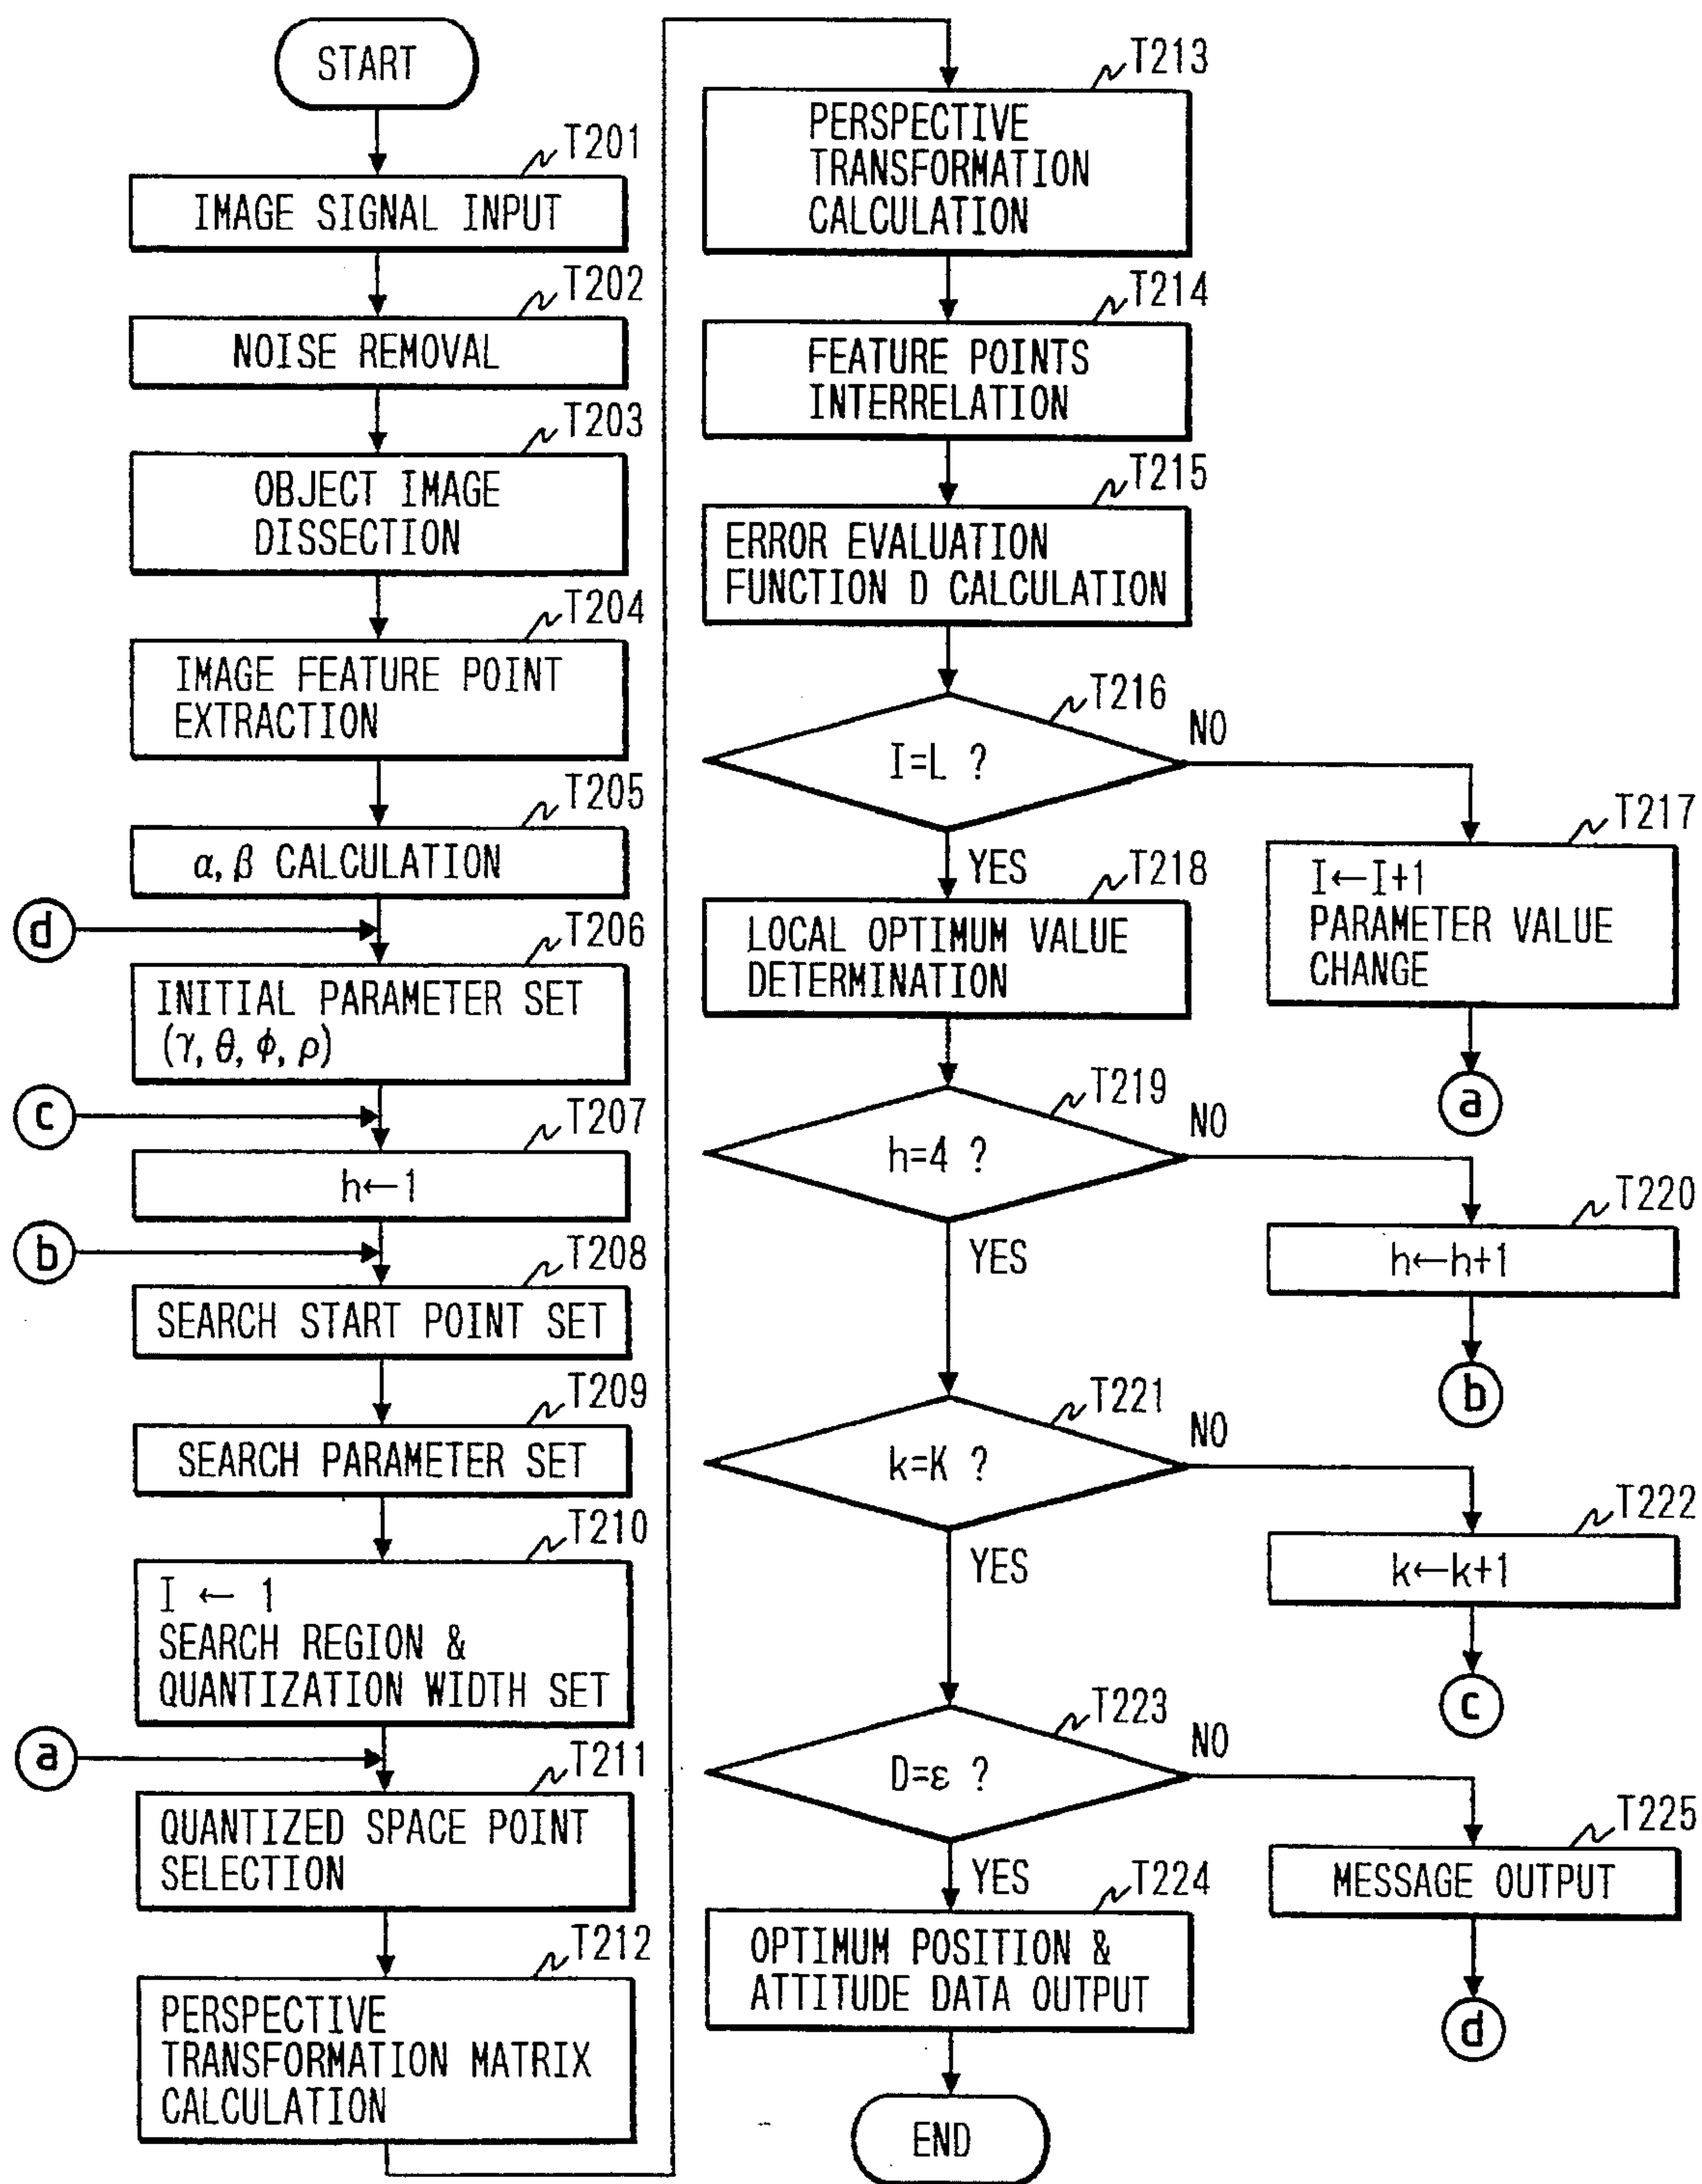 START
T201
IMAGE SIGNAL INPUT
T202
NOISE REMOVAL
T203
OBJECT IMAGE
DISSECTION
T204
IMAGE FEATURE POINT
EXTRACTION
T205
α, β CALCULATION
d
T206
INITIAL PARAMETER SET
(γ, θ, ϕ, ρ)
c
T207
h←1
b
T208
SEARCH START POINT SET
T209
SEARCH PARAMETER SET
T210
I ← 1
SEARCH REGION &
QUANTIZATION WIDTH SET
a
T211
QUANTIZED SPACE POINT
SELECTION
T212
PERSPECTIVE
TRANSFORMATION MATRIX
CALCULATION
T213
PERSPECTIVE
TRANSFORMATION
CALCULATION
T214
FEATURE POINTS
INTERRELATION
T215
ERROR EVALUATION
FUNCTION D CALCULATION
T216
I=L ?
NO
YES
T217
I←I+1
PARAMETER VALUE
CHANGE
a
T218
LOCAL OPTIMUM VALUE
DETERMINATION
T219
h=4 ?
NO
YES
T220
h←h+1
b
T221
k=K ?
NO
YES
T222
k←k+1
c
T223
D=ε ?
NO
YES
T225
MESSAGE OUTPUT
d
T224
OPTIMUM POSITION &
ATTITUDE DATA OUTPUT
END